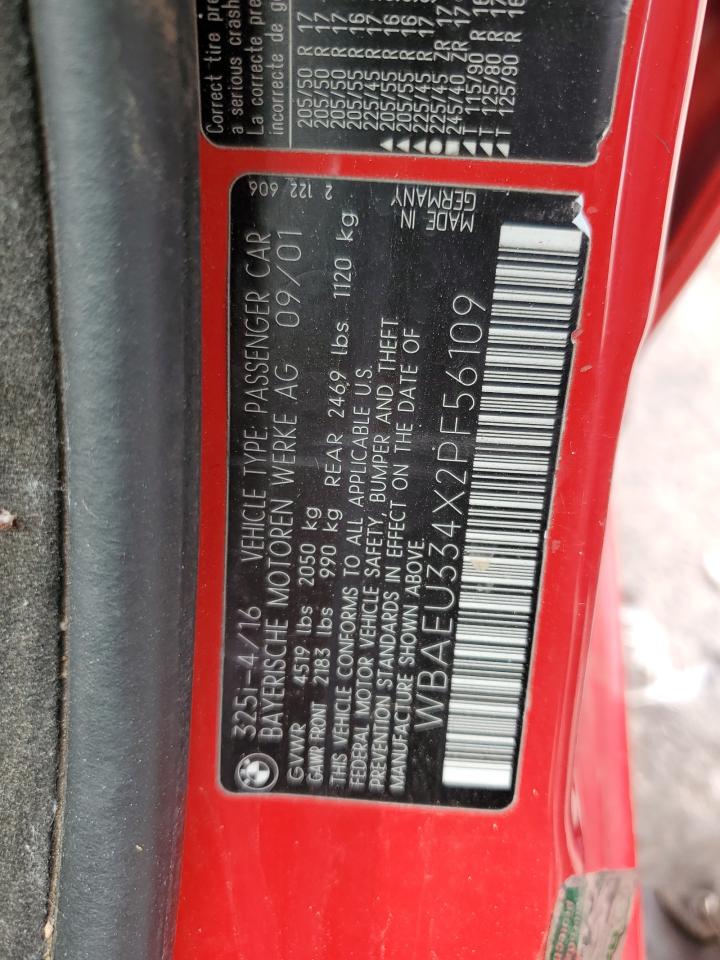 Correct tire pre
a serious crash
La correcte pre
incorrecte de g
205/50 R 17
205/50 R 17
205/50 R 17
205/55 R 16
225/45 R 17
205/55 R 16
205/55 R 16
225/45 R 17
225/45 ZR 17
245/40 ZR 17
T 115/90 R 16
T 125/80 R 17
T 125/90 R 16
325i-4/16 VEHICLE TYPE: PASSENGER CAR 2 122 606
BAYERISCHE MOTOREN WERKE AG 09/01
GVWR 4519 lbs 2050 kg
GAWR FRONT 2183 lbs 990 kg REAR 2469 lbs. 1120 kg
THIS VEHICLE CONFORMS TO ALL APPLICABLE U.S.
FEDERAL MOTOR VEHICLE SAFETY, BUMPER AND THEFT
PREVENTION STANDARDS IN EFFECT ON THE DATE OF
MANUFACTURE SHOWN ABOVE.
MADE IN
GERMANY
WBAEU334X2PF56109